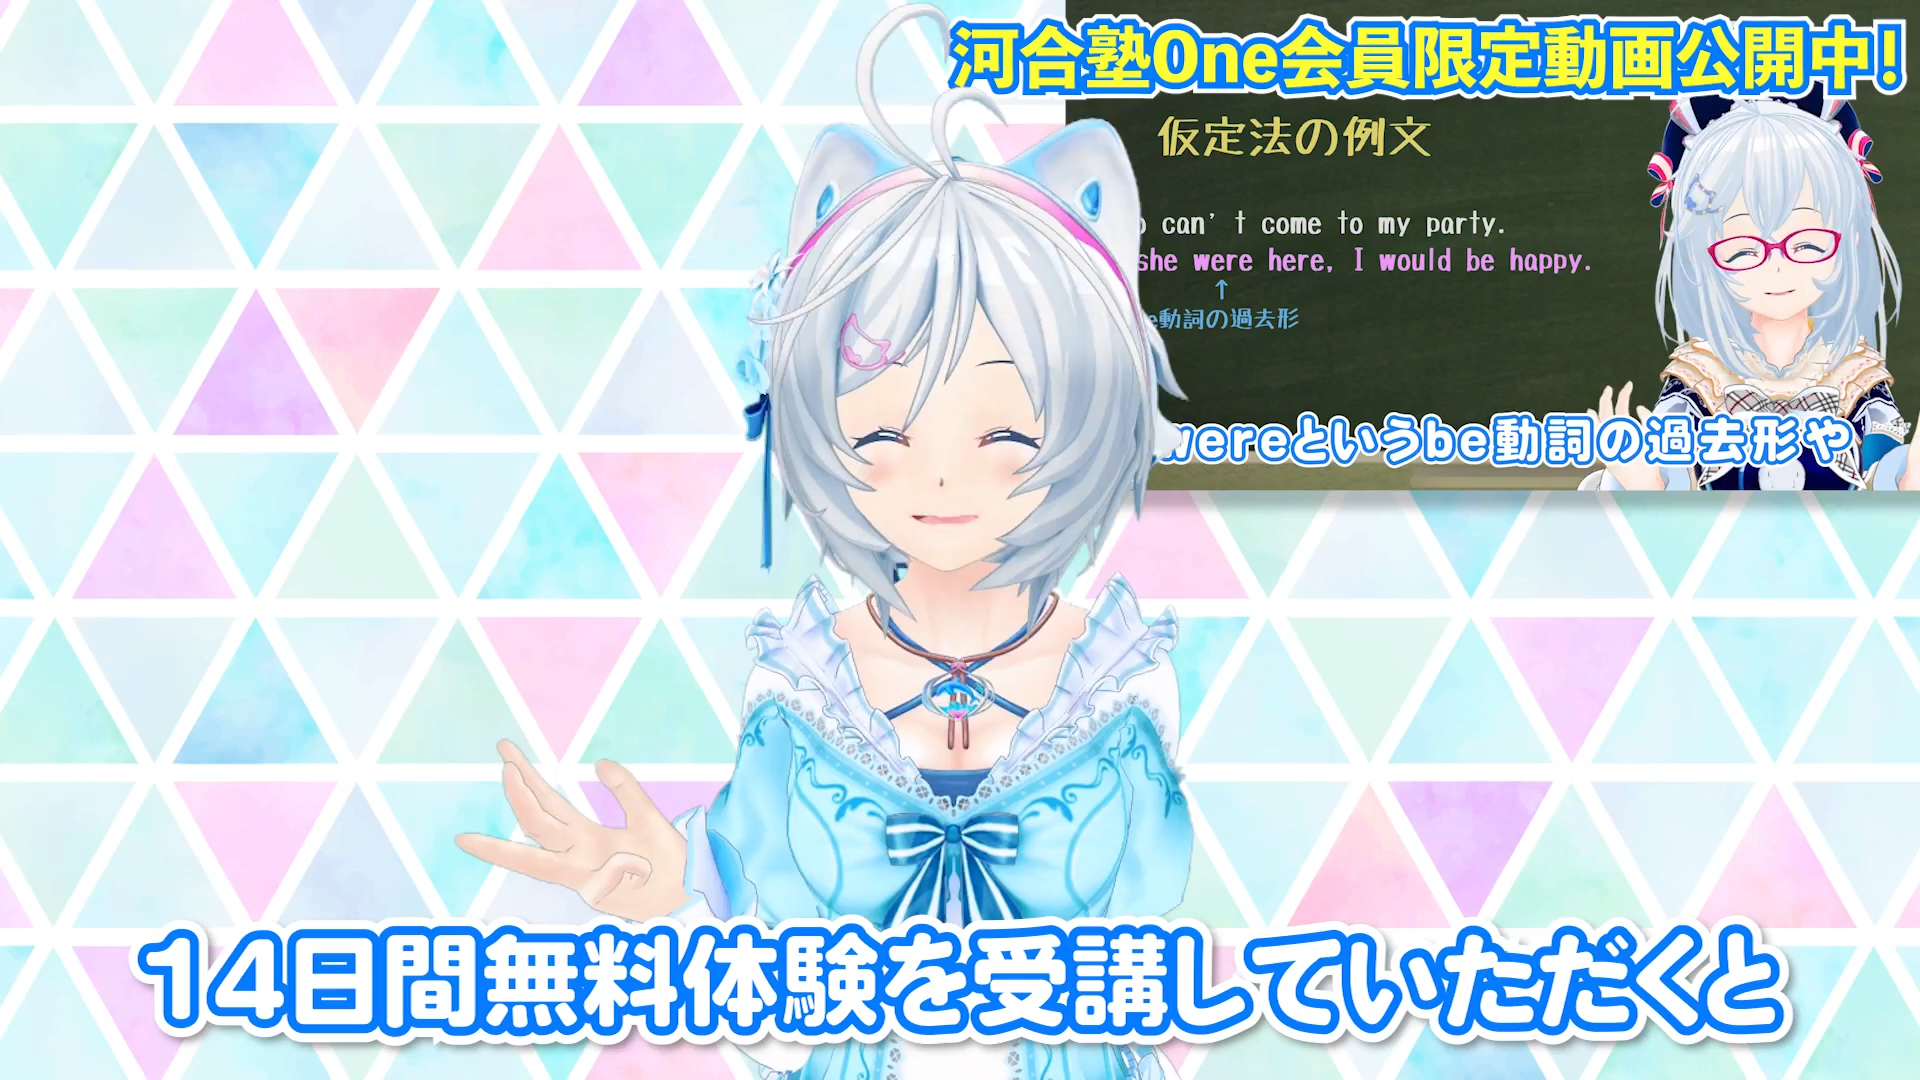 河合塾One会員限定動画公開中!
仮定法の例文
can't come to my party.
she were here, I would be happy.
↑
be動詞の過去形
wereというbe動詞の過去形や
14日間無料体験を受講していただくと